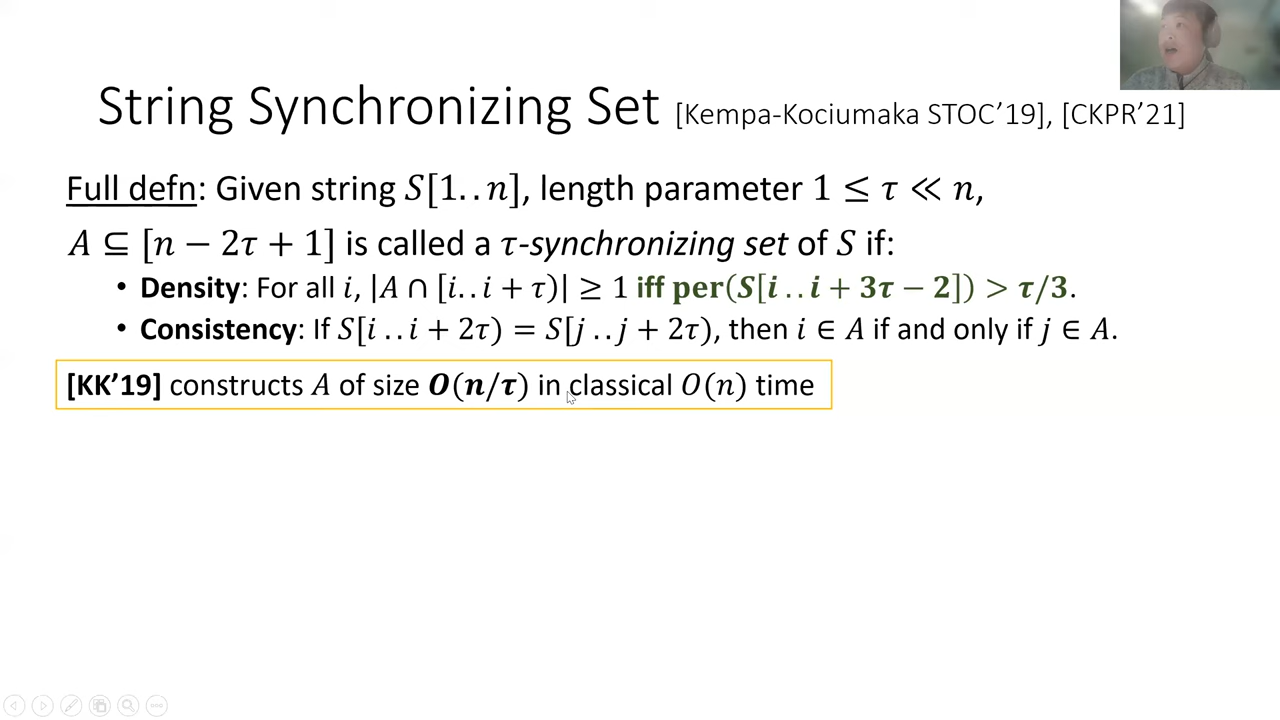 String Synchronizing Set [Kempa-Kociumaka STOC’19], [CKPR’21]
Full defn: Given string S[1..n], length parameter 1 ≤ τ ≪ n,
A ⊆ [n − 2τ + 1] is called a τ-synchronizing set of S if:
• Density: For all i, |A ∩ [i..i + τ)| ≥ 1 iff per(S[i..i + 3τ − 2]) > τ/3.
• Consistency: If S[i..i + 2τ) = S[j..j + 2τ), then i ∈ A if and only if j ∈ A.
[KK’19] constructs A of size O(n/τ) in classical O(n) time